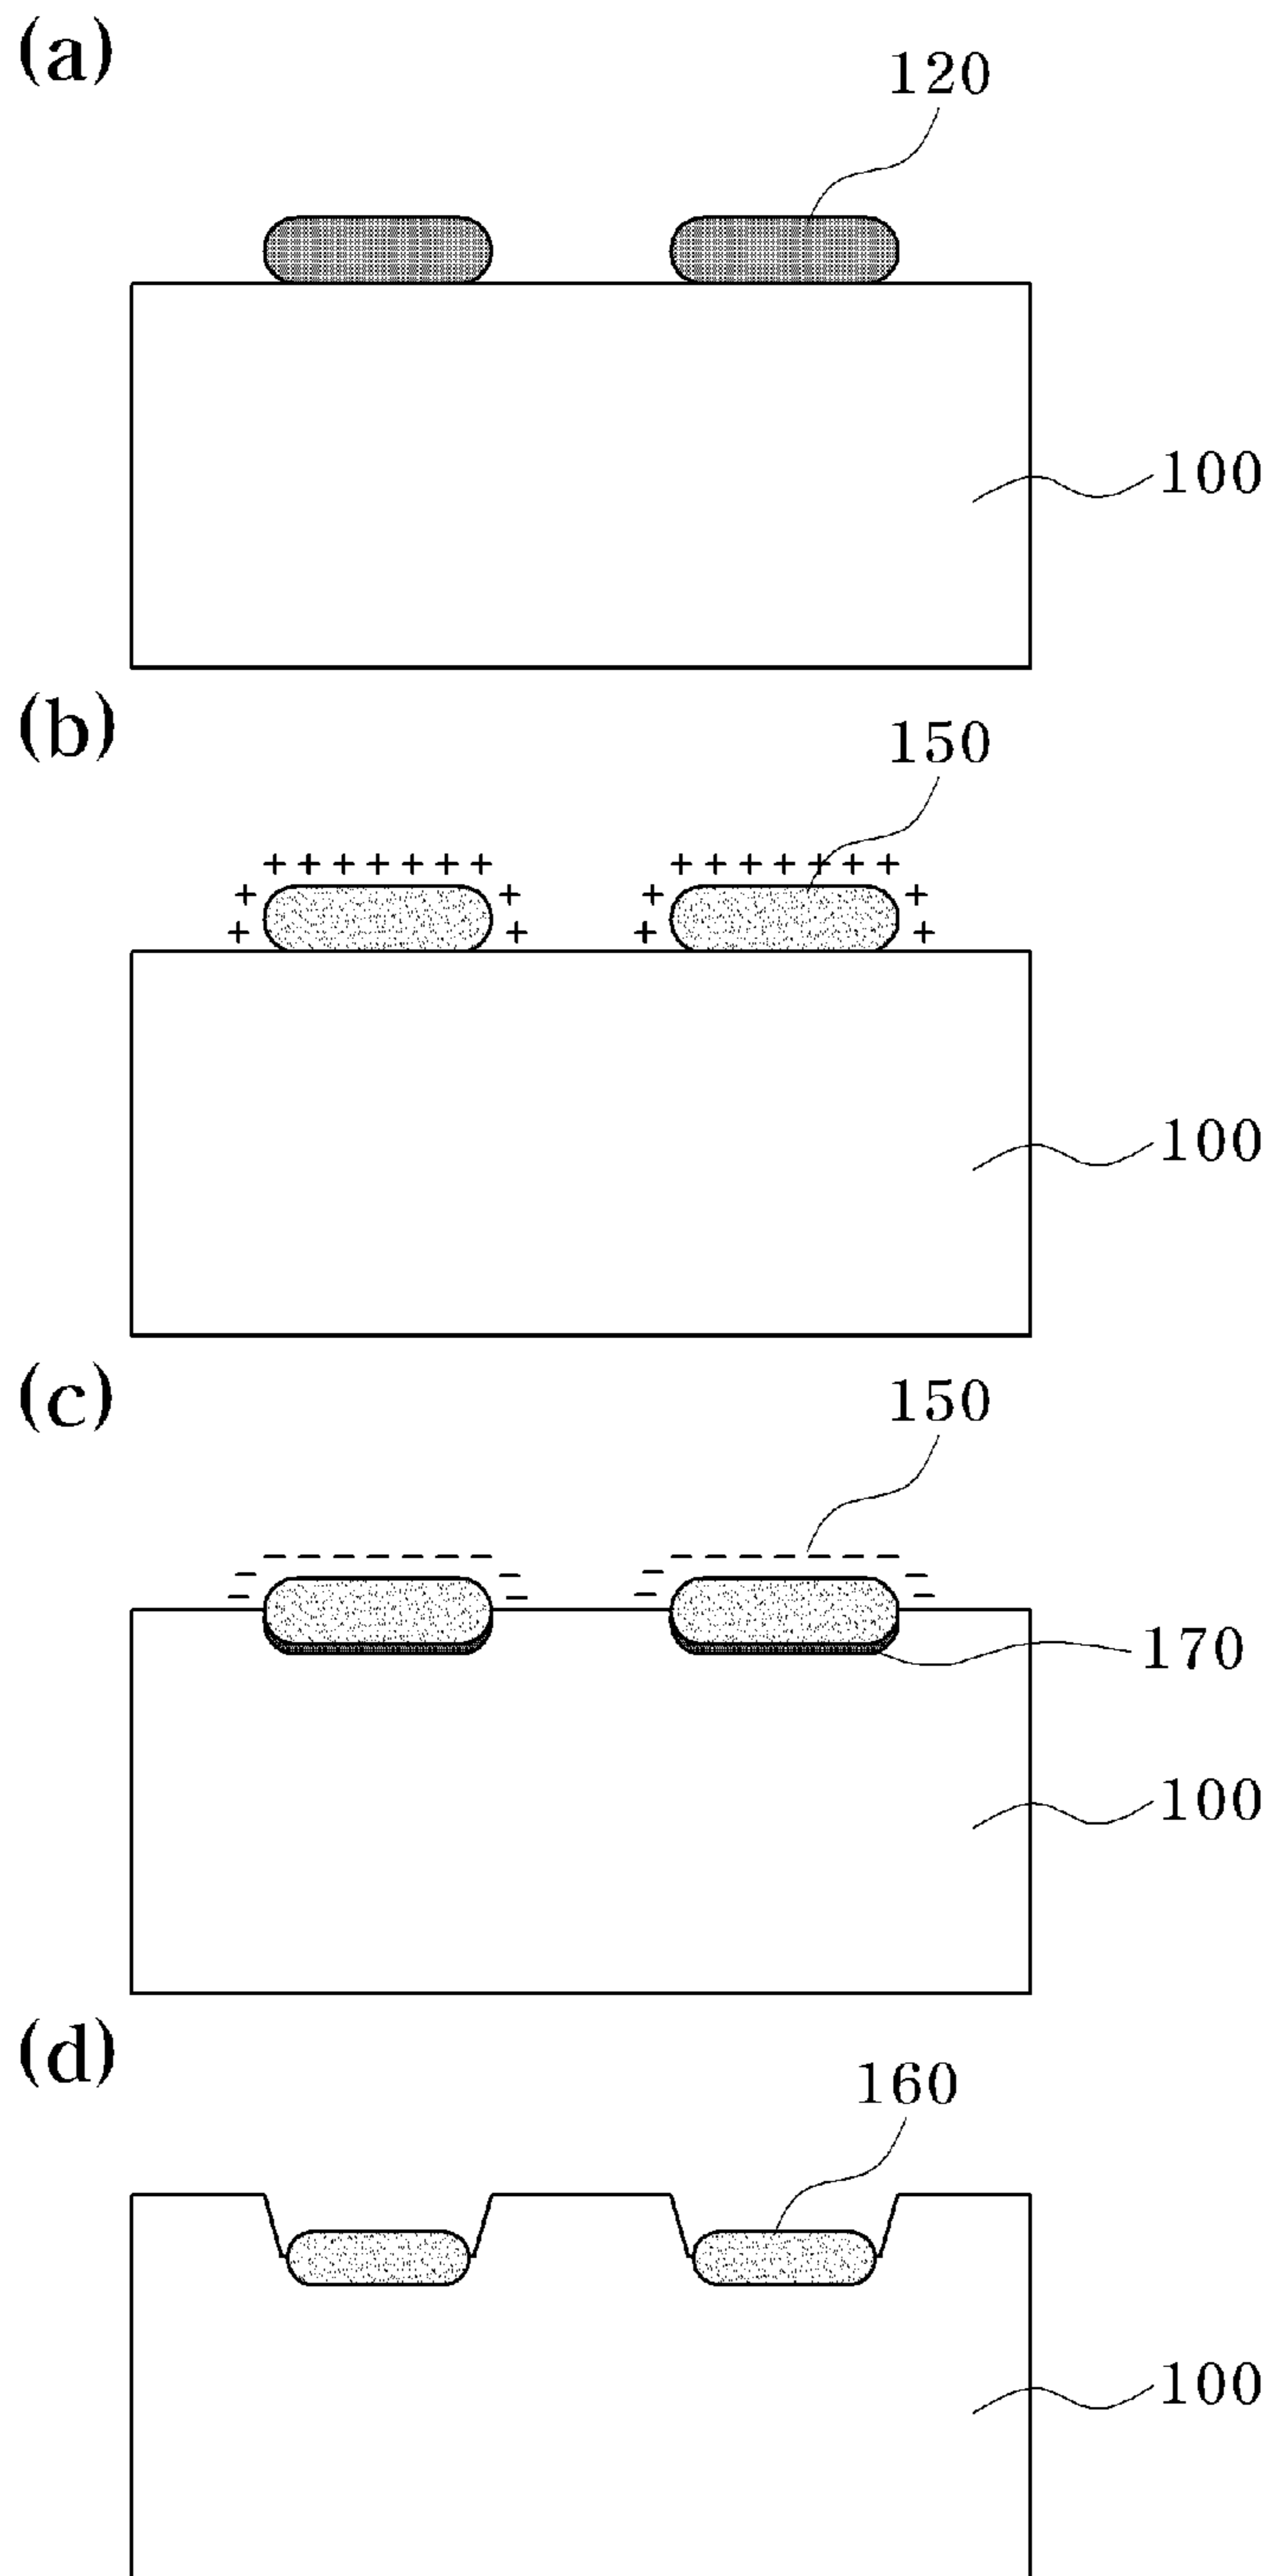 (a)
120
100
(b)
150
+ + + + + + + + + + + + + +
+ + + +
+ + + +
100
(c)
150
− − − − − − − − − − − − − −
− − − −
− − − −
170
100
(d)
160
100